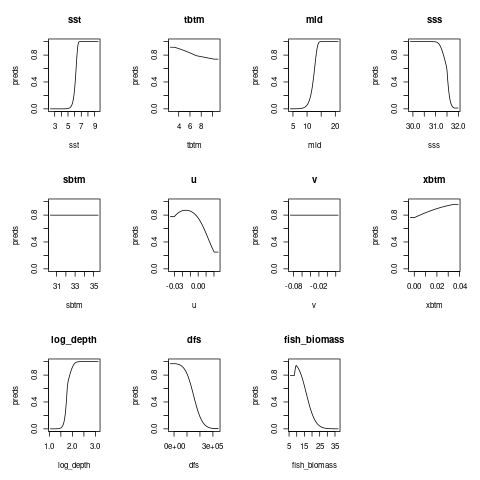 sst tbtm mld sss
preds 0.0 0.4 0.8 preds 0.0 0.4 0.8 preds 0.0 0.4 0.8 preds 0.0 0.4 0.8
3 5 7 9 4 6 8 5 10 20 30.0 31.0 32.0
sst tbtm mld sss
sbtm u v xbtm
preds 0.0 0.4 0.8 preds 0.0 0.4 0.8 preds 0.0 0.4 0.8 preds 0.0 0.4 0.8
31 33 35 -0.03 0.00 -0.08 -0.02 0.00 0.02 0.04
sbtm u v xbtm
log_depth dfs fish_biomass
preds 0.0 0.4 0.8 preds 0.0 0.4 0.8 preds 0.0 0.4 0.8
1.0 2.0 3.0 0e+00 3e+05 5 15 25 35
log_depth dfs fish_biomass